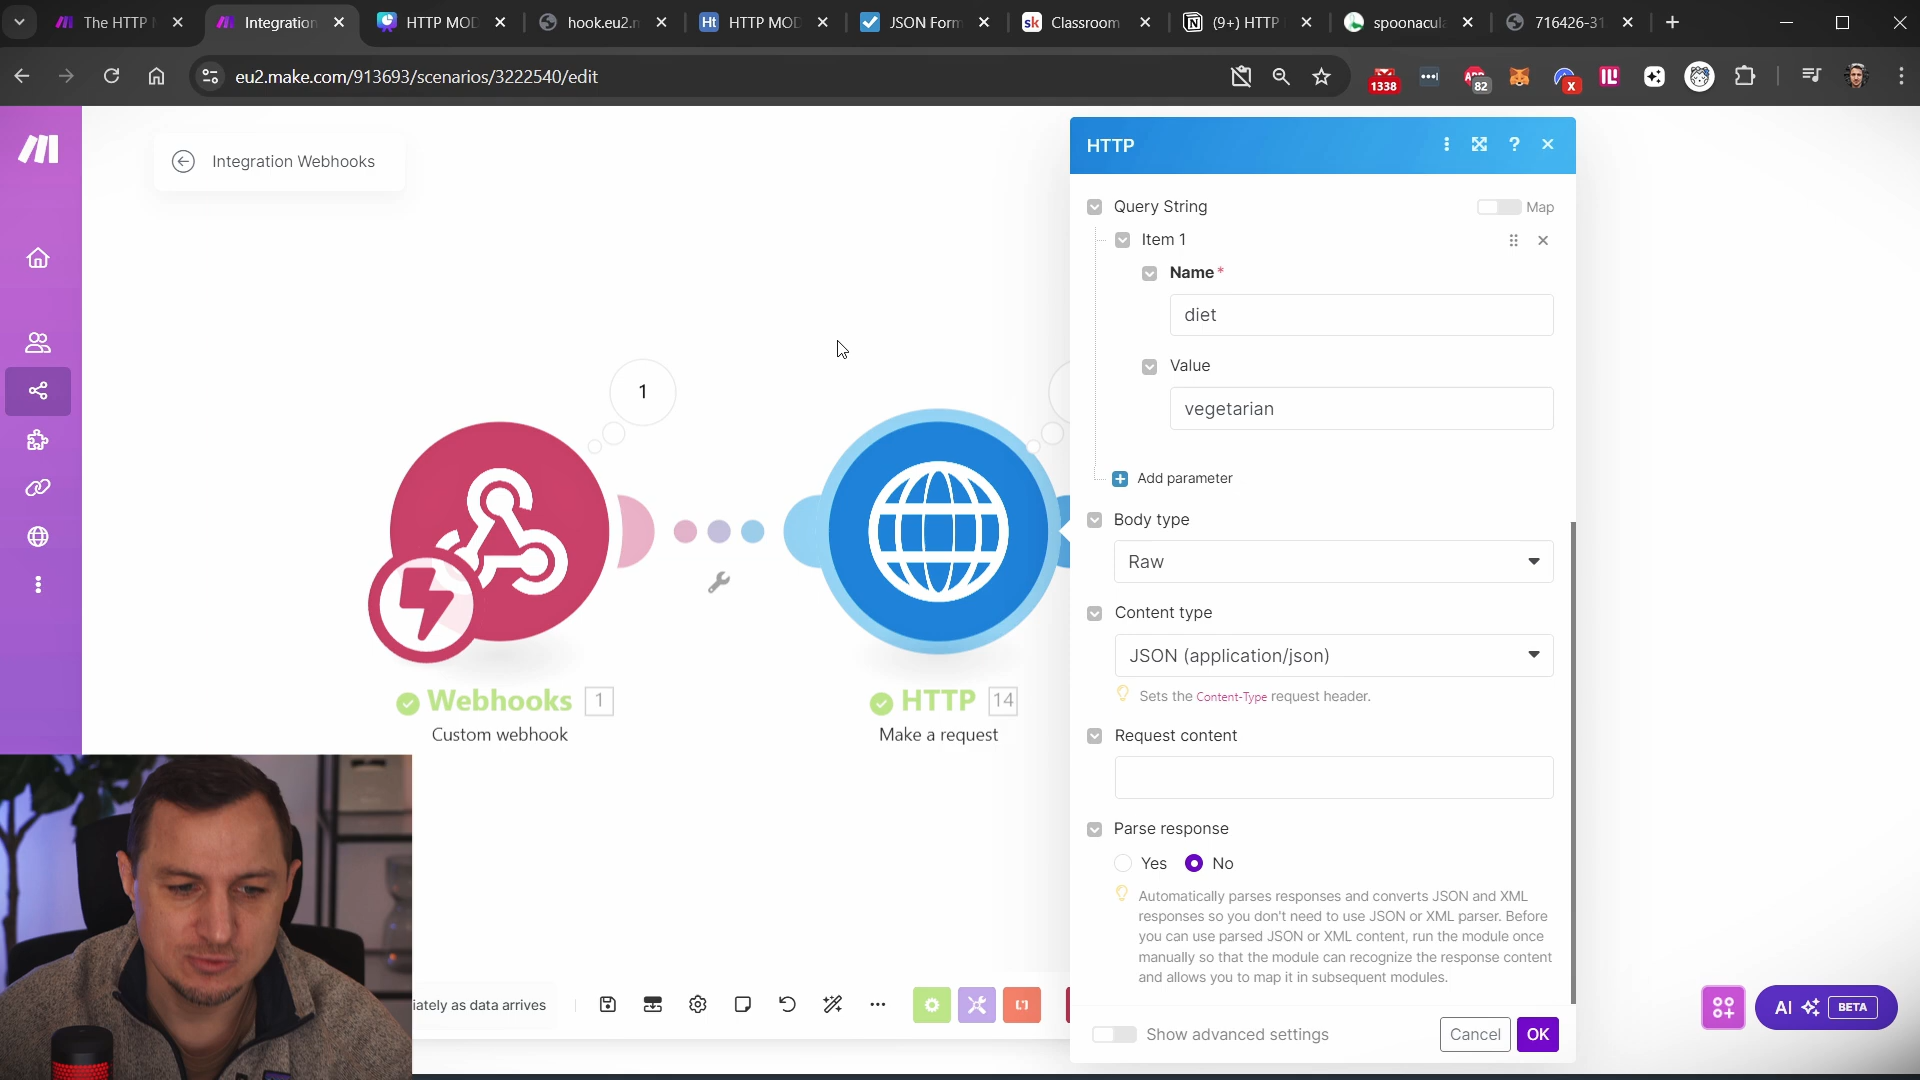 The HTTP
Integration
HTTP MOD
hook.eu2.m
HTTP MOD
JSON Form
Classroom
(9+) HTTP
spoonacula
716426-31
eu2.make.com/913693/scenarios/3222540/edit
1338
82
X
Integration Webhooks
HTTP
Query String
Map
Item 1
Name*
diet
Value
vegetarian
Add parameter
Body type
Raw
Content type
JSON (application/json)
Sets the Content-Type request header.
Request content
Parse response
Yes No
Automatically parses responses and converts JSON and XML
responses so you don't need to use JSON or XML parser. Before
you can use parsed JSON or XML content, run the module once
manually so that the module can recognize the response content
and allows you to map it in subsequent modules.
Show advanced settings
Cancel
OK
1
Webhooks 1
Custom webhook
HTTP 14
Make a request
iately as data arrives
AI BETA